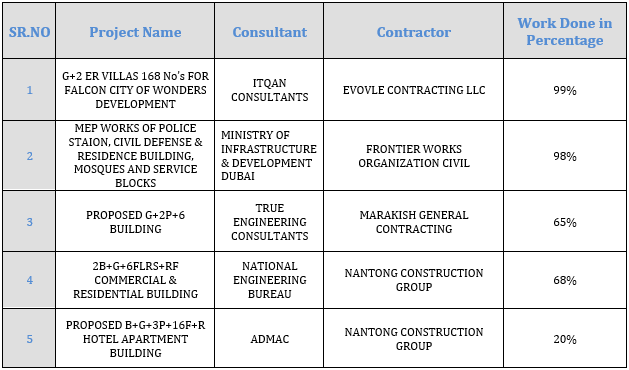 SR.NO
Project Name
Consultant
Contractor
Work Done in
Percentage
1
G+2 ER VILLAS 168 No's FOR
FALCON CITY OF WONDERS
DEVELOPMENT
ITQAN
CONSULTANTS
EVOVLE CONTRACTING LLC
99%
2
MEP WORKS OF POLICE
STAION, CIVIL DEFENSE &
RESIDENCE BUILDING,
MOSQUES AND SERVICE
BLOCKS
MINISTRY OF
INFRASTRUCTURE
& DEVELOPMENT
DUBAI
FRONTIER WORKS
ORGANIZATION CIVIL
98%
3
PROPOSED G+2P+6
BUILDING
TRUE
ENGINEERING
CONSULTANTS
MARAKISH GENERAL
CONTRACTING
65%
4
2B+G+6FLRS+RF
COMMERCIAL &
RESIDENTIAL BUILDING
NATIONAL
ENGINEERING
BUREAU
NANTONG CONSTRUCTION
GROUP
68%
5
PROPOSED B+G+3P+16F+R
HOTEL APARTMENT
BUILDING
ADMAC
NANTONG CONSTRUCTION
GROUP
20%